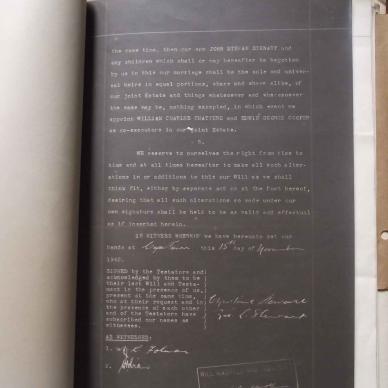 the same time, then our son JOHN STEFAN STEWART and
any children which shall or may hereafter be begotten
by us in this our marriage shall be the sole and univer-
sal heirs in equal portions, share and share alike, of
our joint Estate and things whatsoever and whatsoever
the same may be, nothing excepted, in which event we
appoint WILLIAM CHARLES CHATTERS and EDWIN GEORGE COOPER
as co-executors in our Joint Estate.
WE reserve to ourselves the right from time to
time and at all times hereafter to make all such alter-
ations in or additions to this our Will as we shall
think fit, either by separate act or at the foot hereof,
desiring that all such alterations so made under our
own signature shall be held to be as valid and effectual
as if inserted herein.
IN WITNESS WHEREOF we have hereunto set our
hands at this 15th day of November
1940.
SIGNED by the Testators and
acknowledged by them to be
their last Will and Testa-
ment in the presence of us,
present at the same time,
who at their request and in
the presence of each other
and of the Testators have
subscribed our names as
witnesses.
Stewart
Stewart
AS WITNESSES:
1.
2.